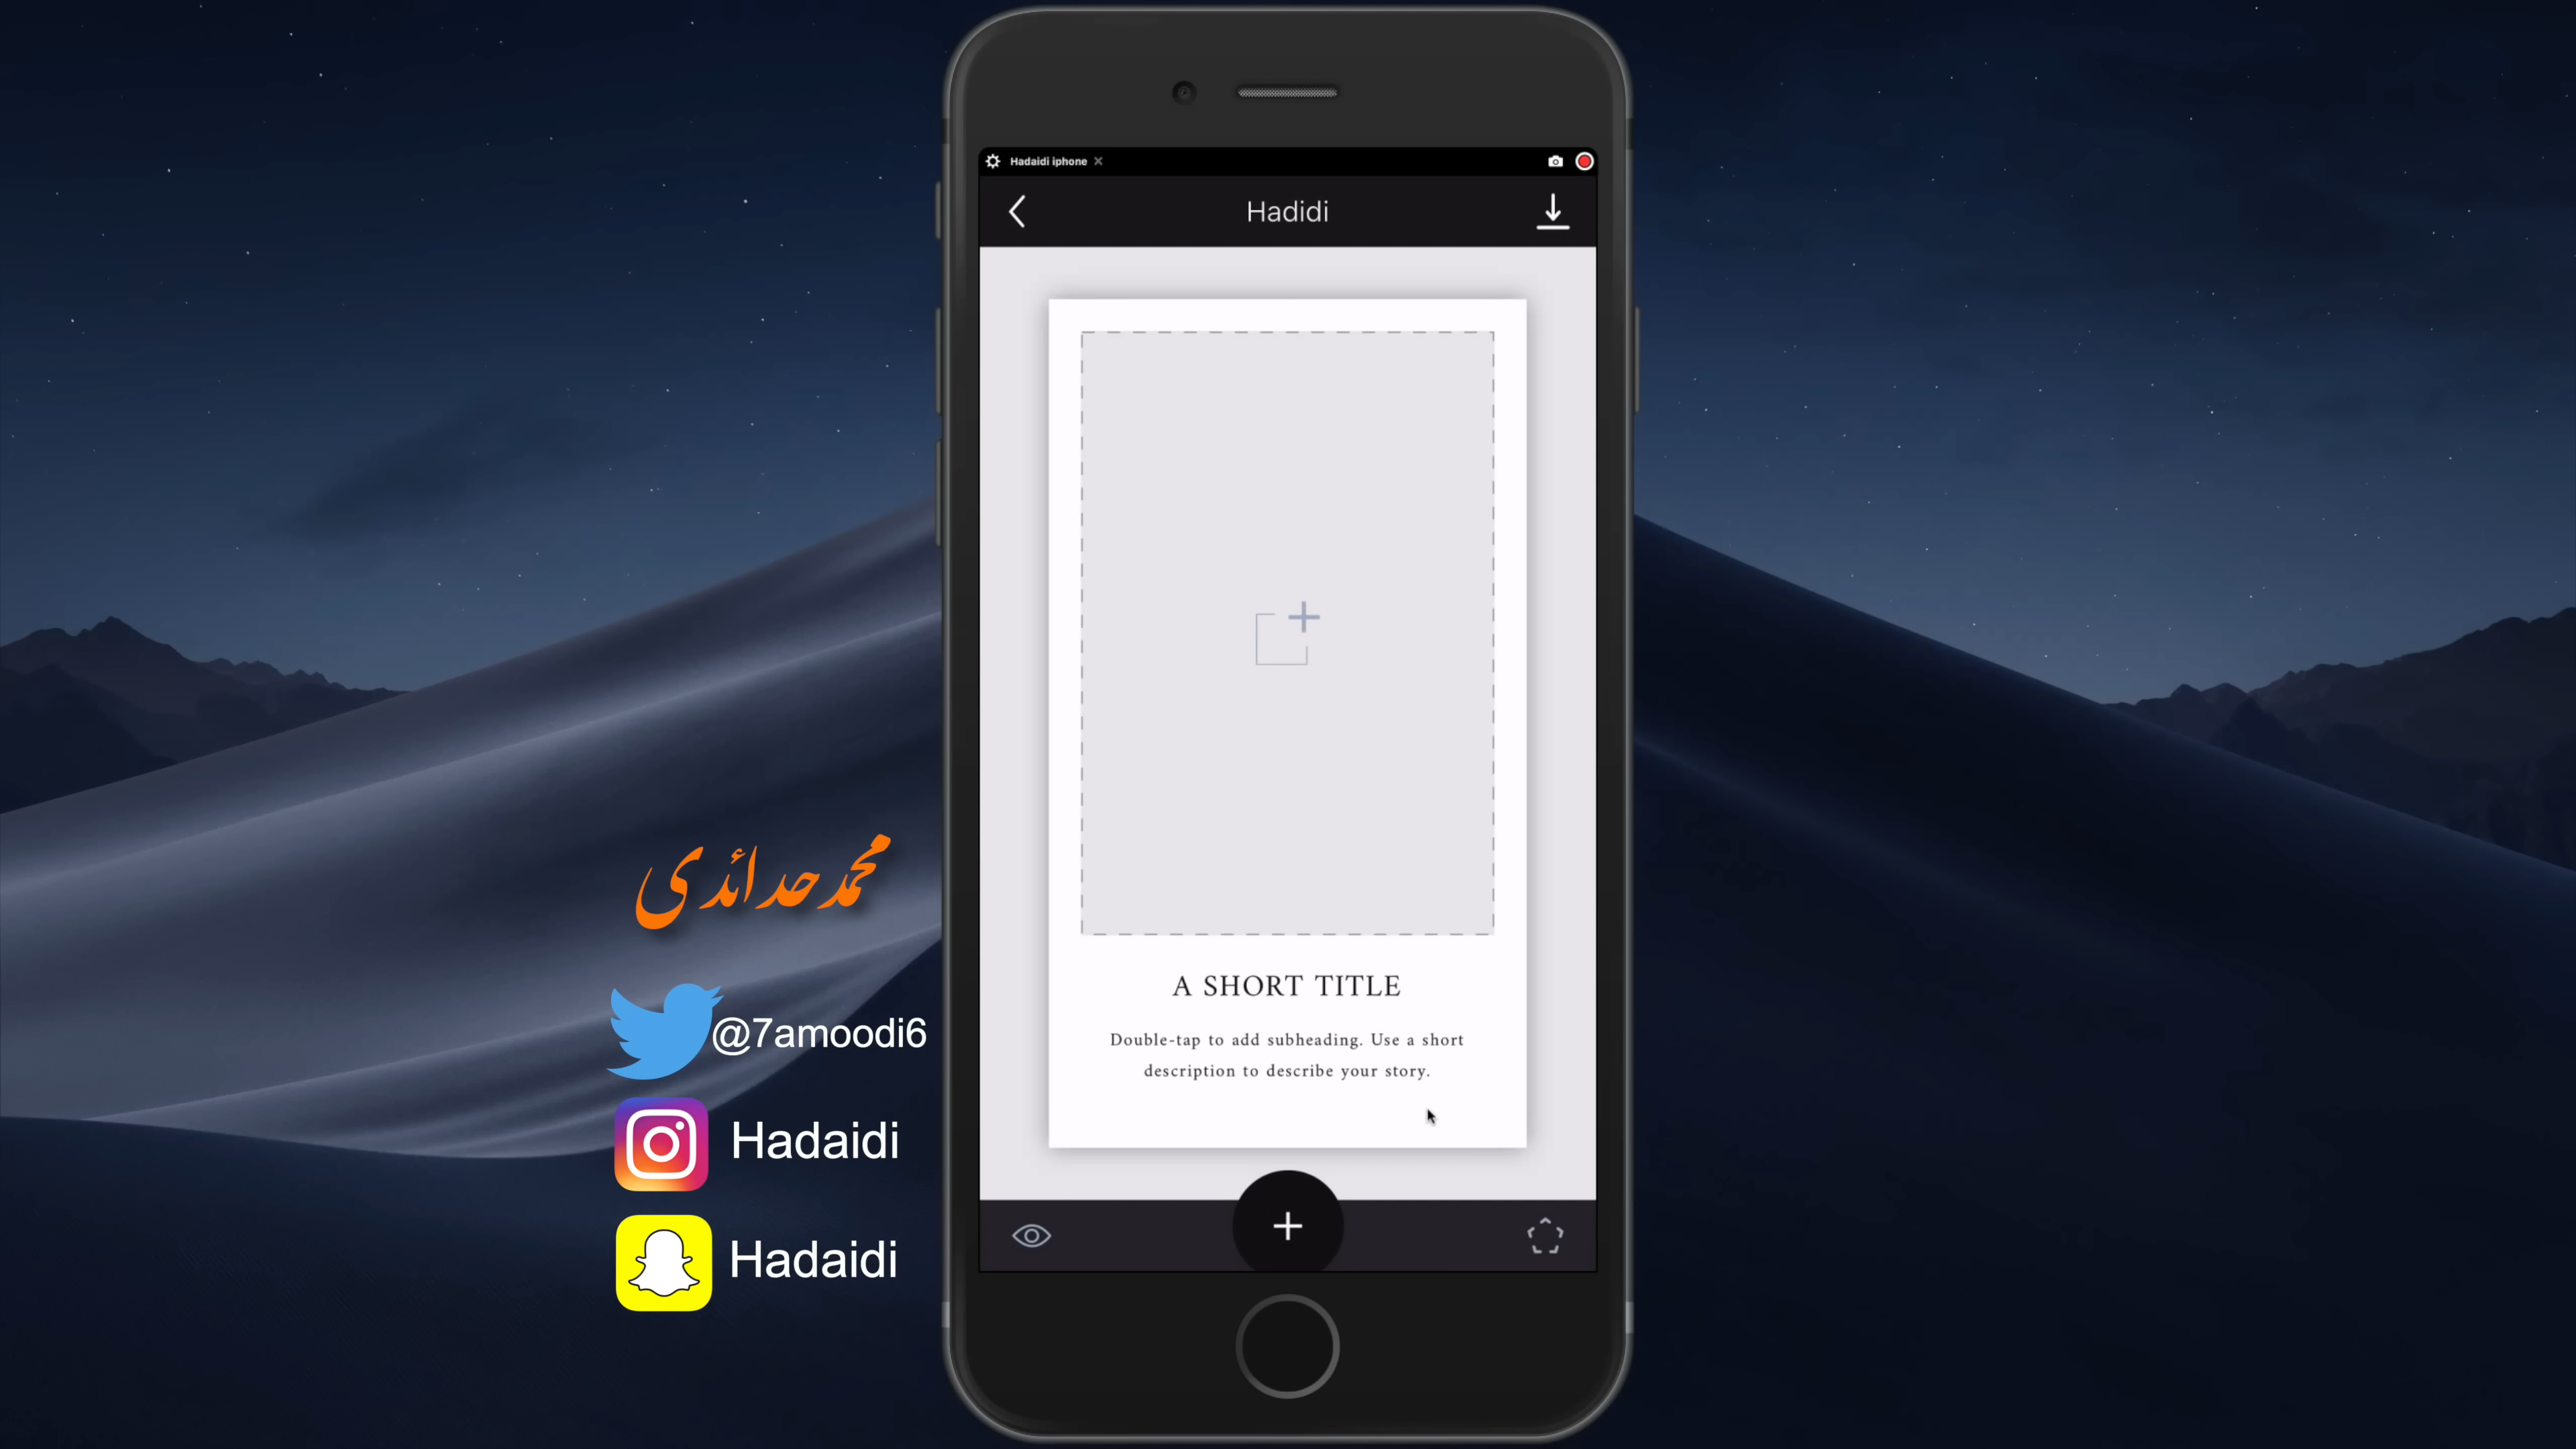 Hadaidi iphone
Hadidi
A SHORT TITLE
Double-tap to add subheading. Use a short
description to describe your story.
محمد حدائدي
@7amoodi6
Hadaidi
Hadaidi